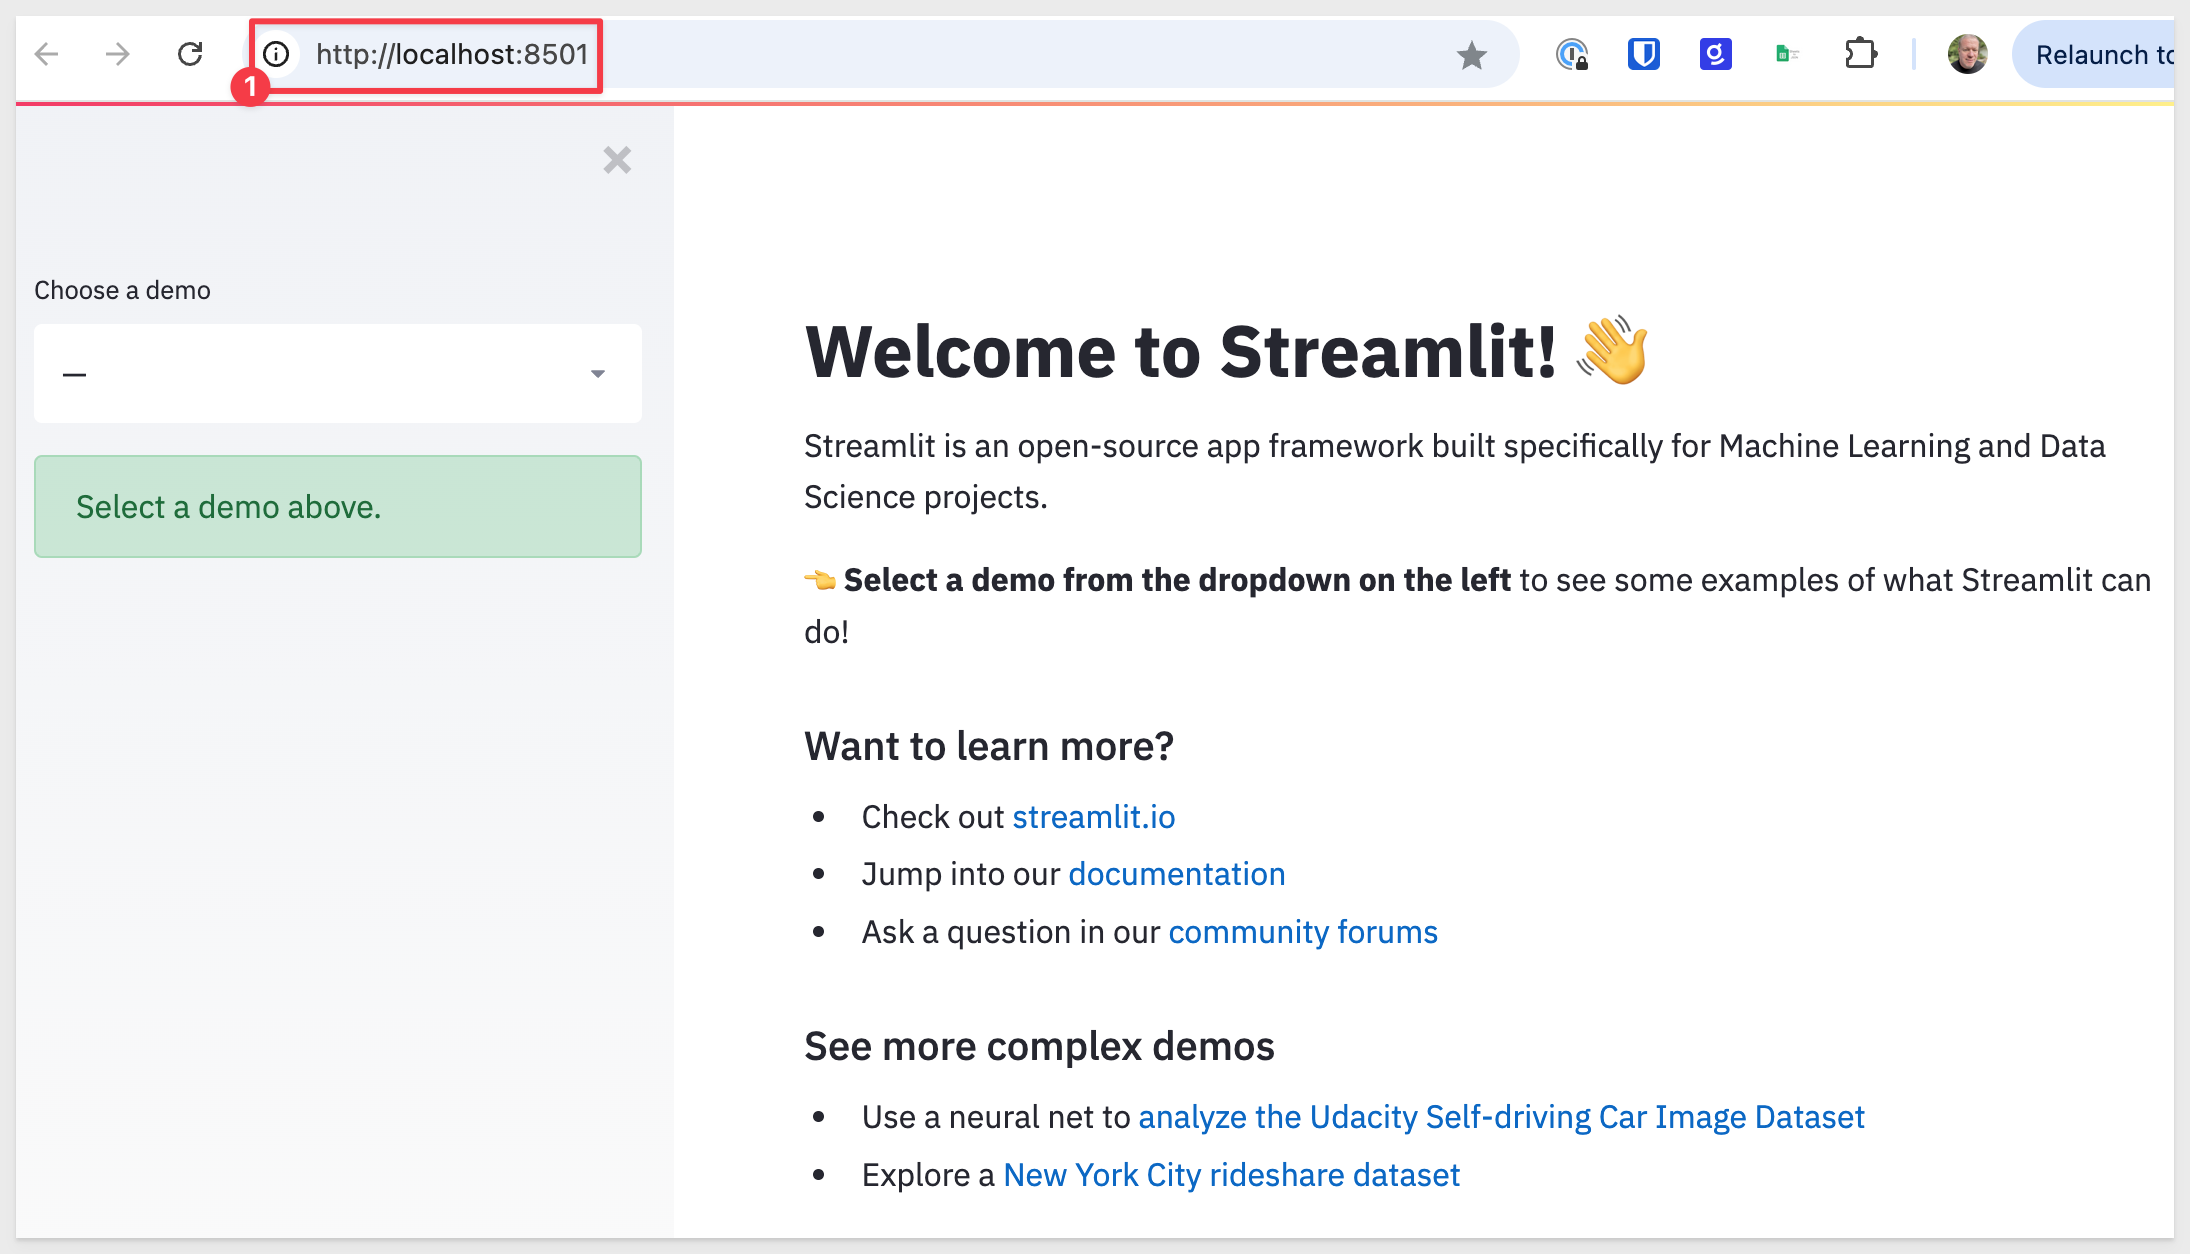 http://localhost:8501
Relaunch to
1
Choose a demo
—
Select a demo above.
Welcome to Streamlit! 👋
Streamlit is an open-source app framework built specifically for Machine Learning and Data
Science projects.
👈 Select a demo from the dropdown on the left to see some examples of what Streamlit can
do!
Want to learn more?
• Check out streamlit.io
• Jump into our documentation
• Ask a question in our community forums
See more complex demos
• Use a neural net to analyze the Udacity Self-driving Car Image Dataset
• Explore a New York City rideshare dataset